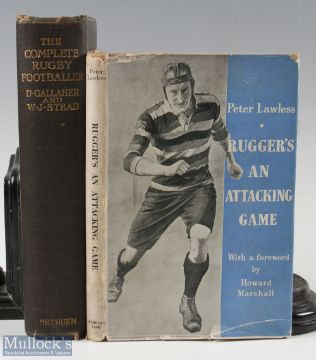 THE
COMPLETE
RUGBY
FOOTBALLER
D. GALLAHER
AND
W. J. STEAD
METHUEN
Peter
Lawless
RUGGER'S AN ATTACKING GAME
Peter Lawless
RUGGER'S
AN
ATTACKING
GAME
With a foreword
by
Howard
Marshall
Mullock's
Specialist Auctioneers & Valuers